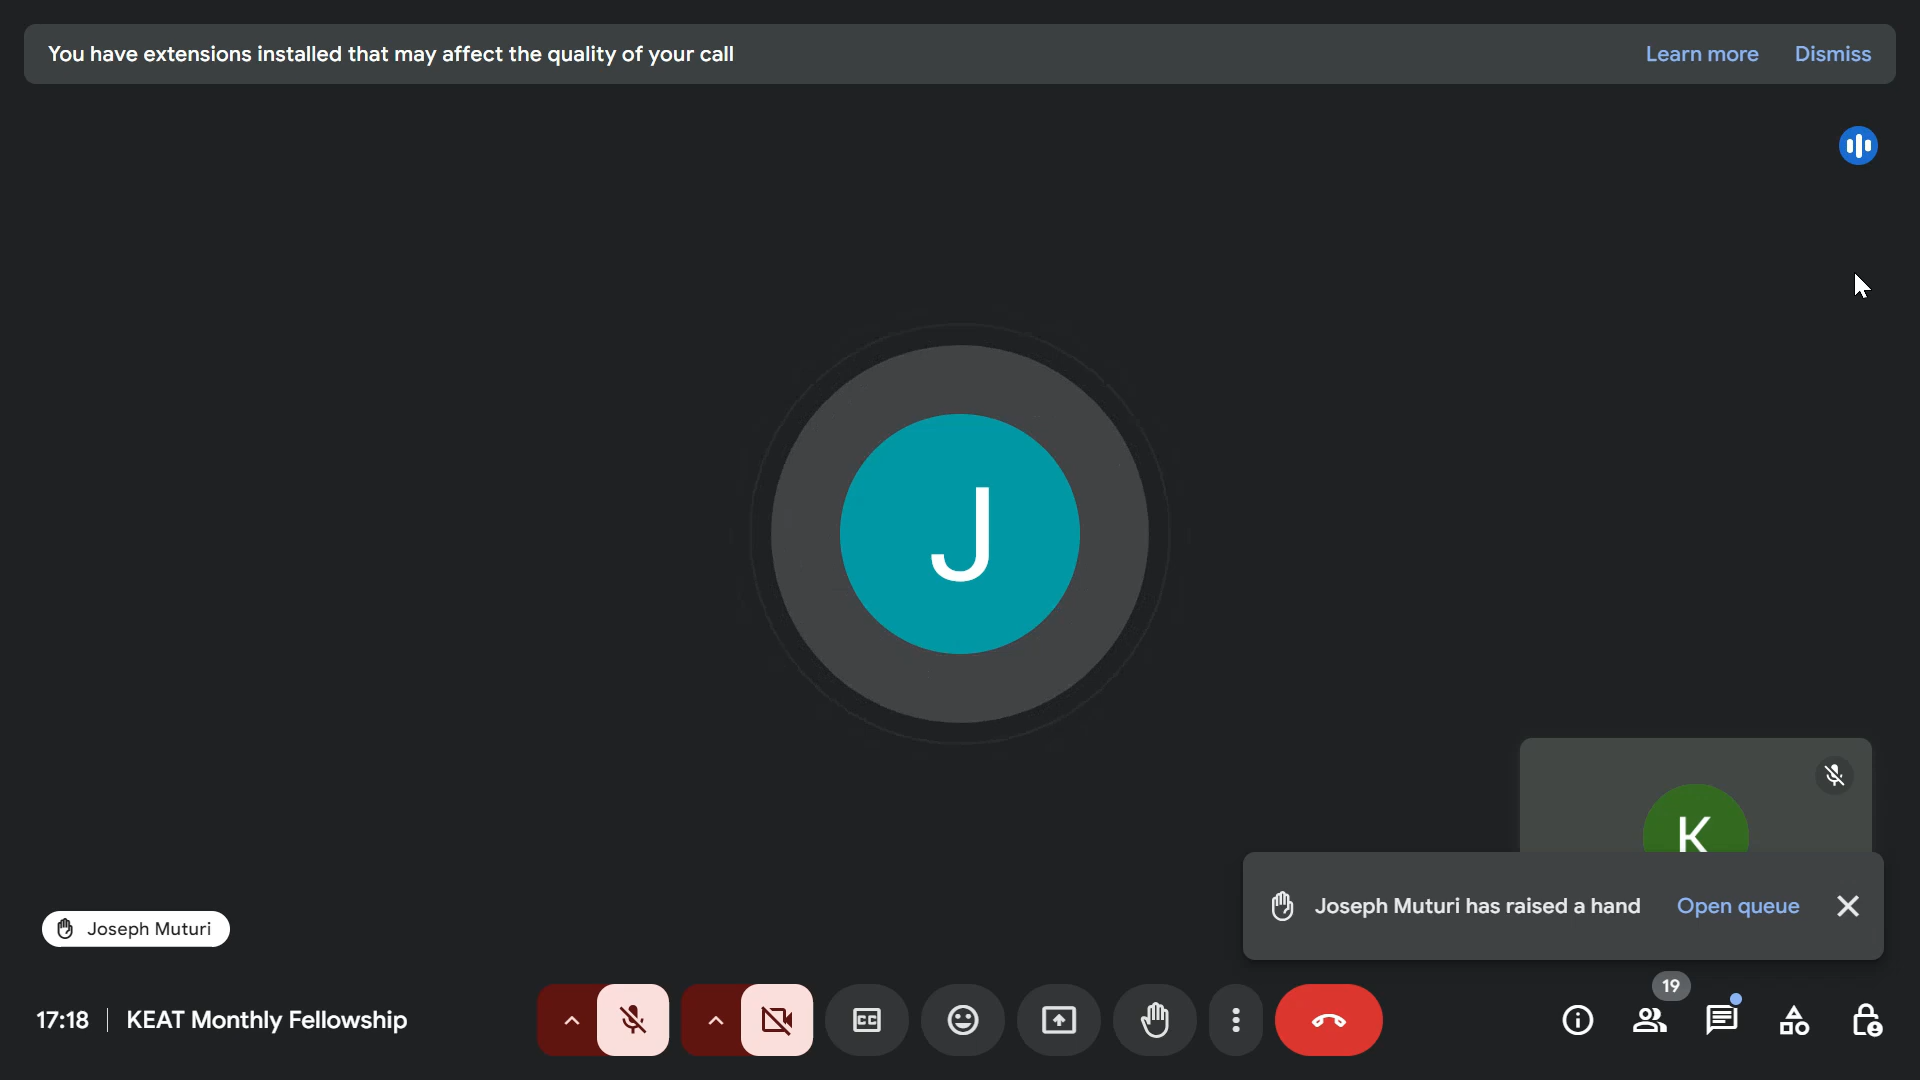 You have extensions installed that may affect the quality of your call
Learn more
Dismiss
J
K
Joseph Muturi has raised a hand
Open queue
Joseph Muturi
17:18
KEAT Monthly Fellowship
CC
19